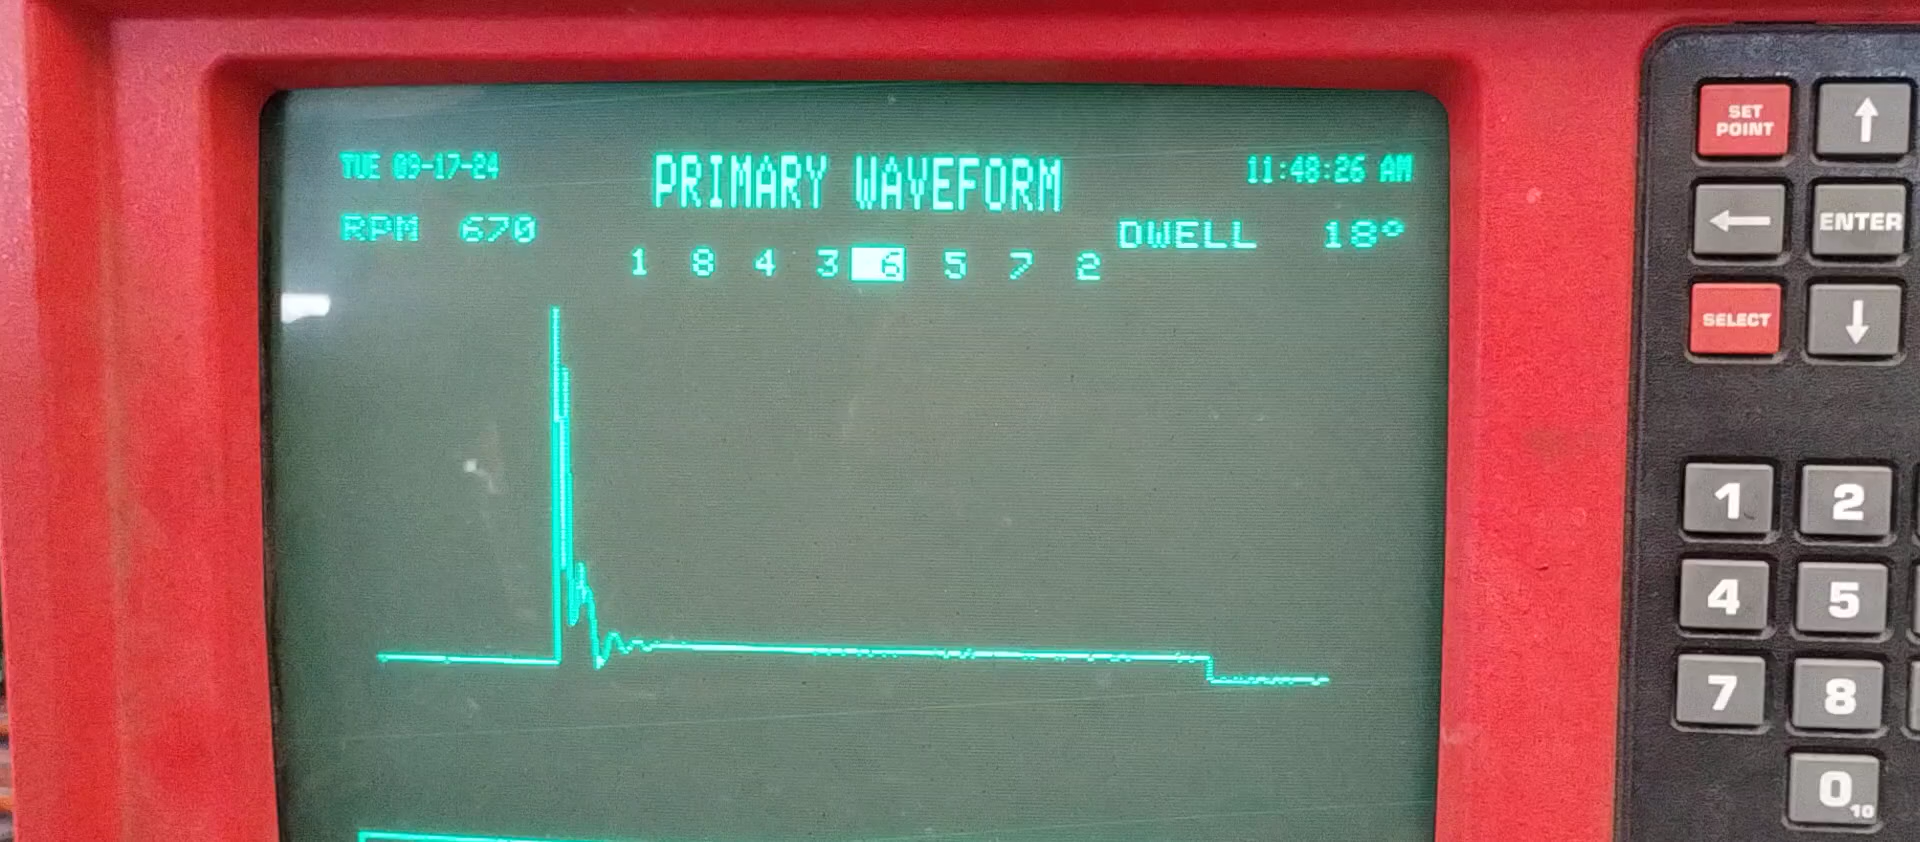 TUE 09-17-24
PRIMARY WAVEFORM
11:48:26 AM
RPM 670
DWELL 18°
1 8 4 3 6 5 7 2
SET POINT
↑
←
ENTER
SELECT
↓
1
2
4
5
7
8
0 10